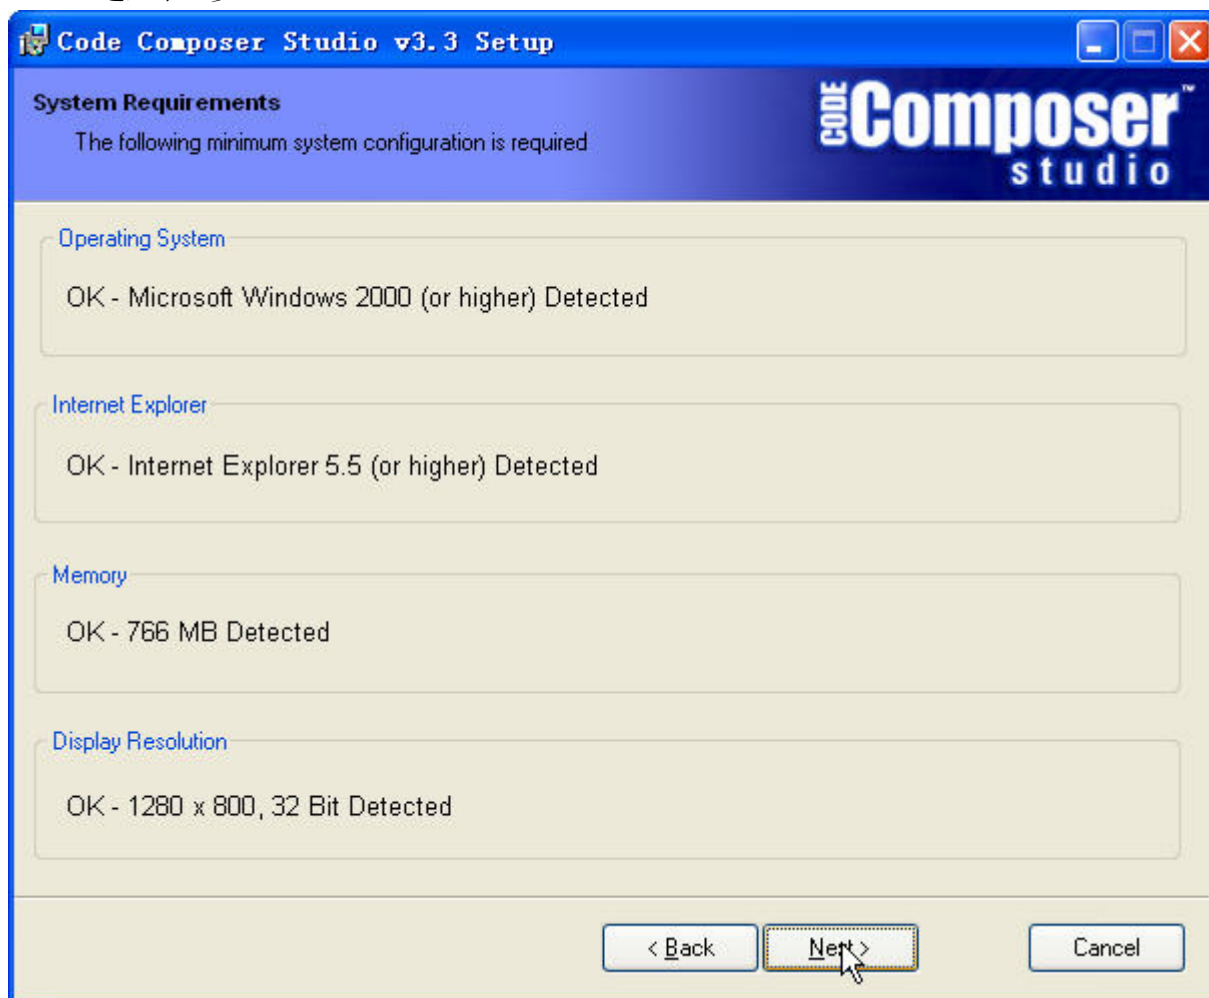 Code Composer Studio v3.3 Setup
System Requirements
The following minimum system configuration is required
CODE Composer™
studio
Operating System
OK - Microsoft Windows 2000 (or higher) Detected
Internet Explorer
OK - Internet Explorer 5.5 (or higher) Detected
Memory
OK - 766 MB Detected
Display Resolution
OK - 1280 x 800, 32 Bit Detected
< Back
Next >
Cancel